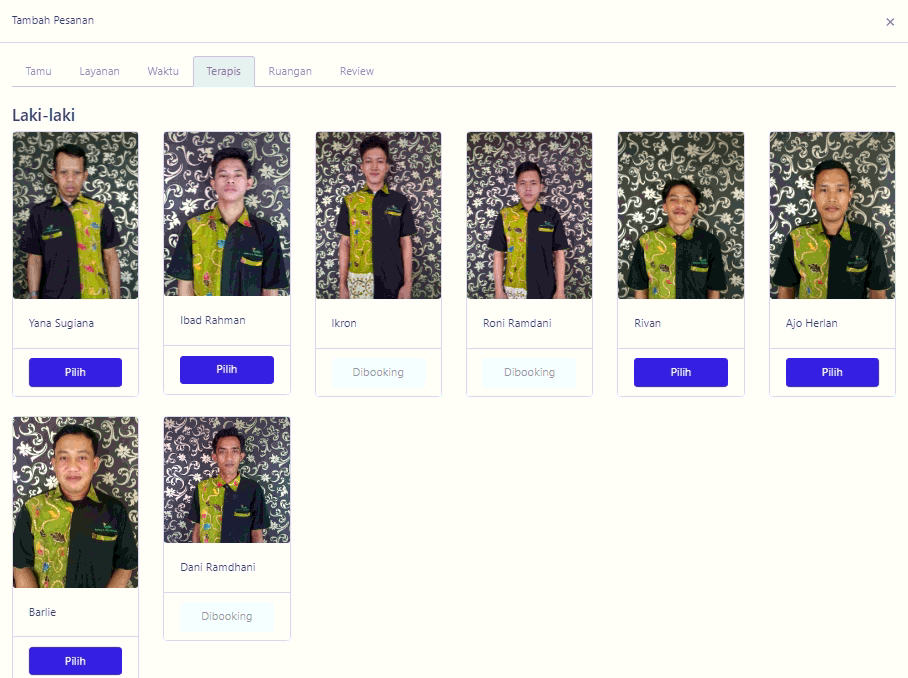 Tambah Pesanan ×
Tamu Layanan Waktu Terapis Ruangan Review
Laki-laki
Yana Sugiana
Pilih
Ibad Rahman
Pilih
Ikron
Dibooking
Roni Ramdani
Dibooking
Rivan
Pilih
Ajo Herlan
Pilih
Barlie
Pilih
Dani Ramdhani
Dibooking